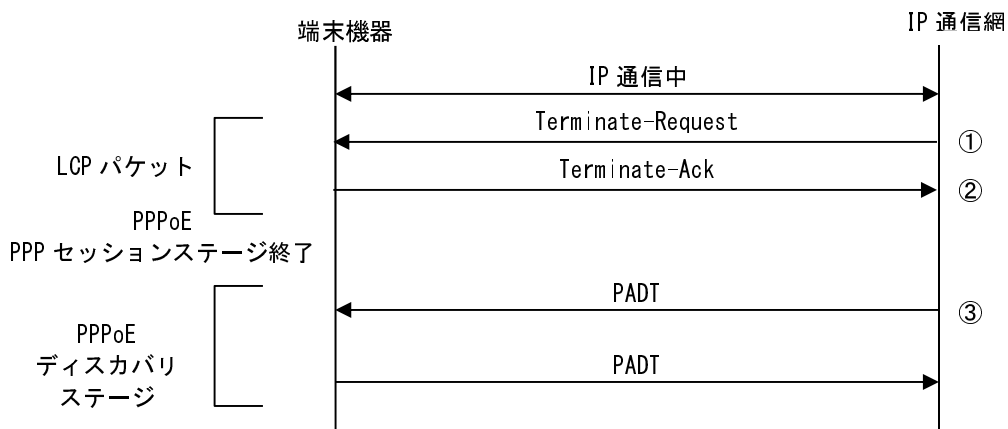 端末機器
IP 通信網
IP 通信中
Terminate-Request
①
LCP パケット
Terminate-Ack
②
PPPoE
PPP セッションステージ終了
PADT
③
PPPoE
ディスカバリ
ステージ
PADT